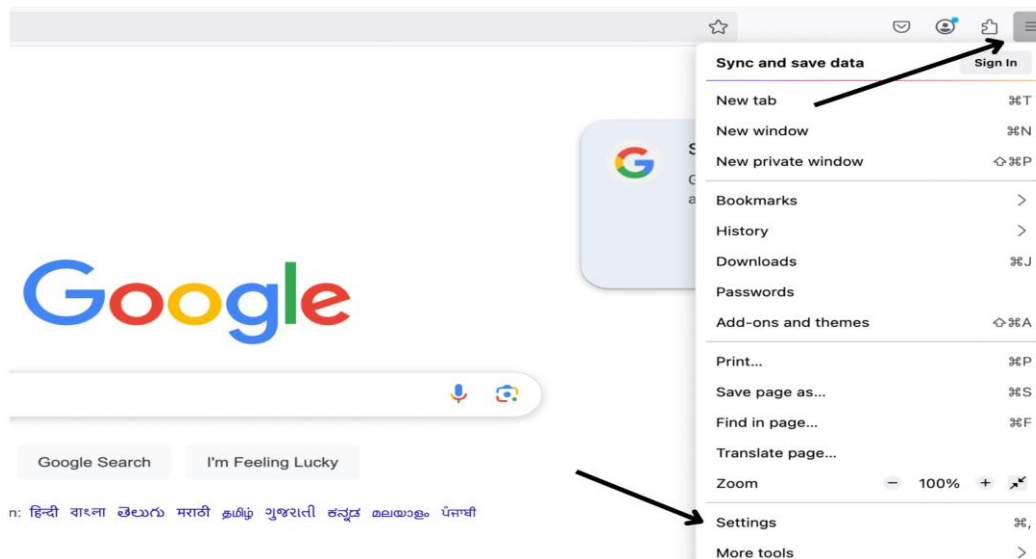 Sync and save data Sign In
New tab ⌘T
New window ⌘N
New private window ⇧⌘P
Bookmarks
History
Downloads ⌘J
Passwords
Add-ons and themes ⇧⌘A
Print... ⌘P
Save page as... ⌘S
Find in page... ⌘F
Translate page...
Zoom − 100% +
Settings ⌘,
More tools
Google
Google Search I'm Feeling Lucky
हिन्दी বাংলা తెలుగు मराठी தமிழ் ગુજરાતી ಕನ್ನಡ മലയാളം ਪੰਜਾਬੀ